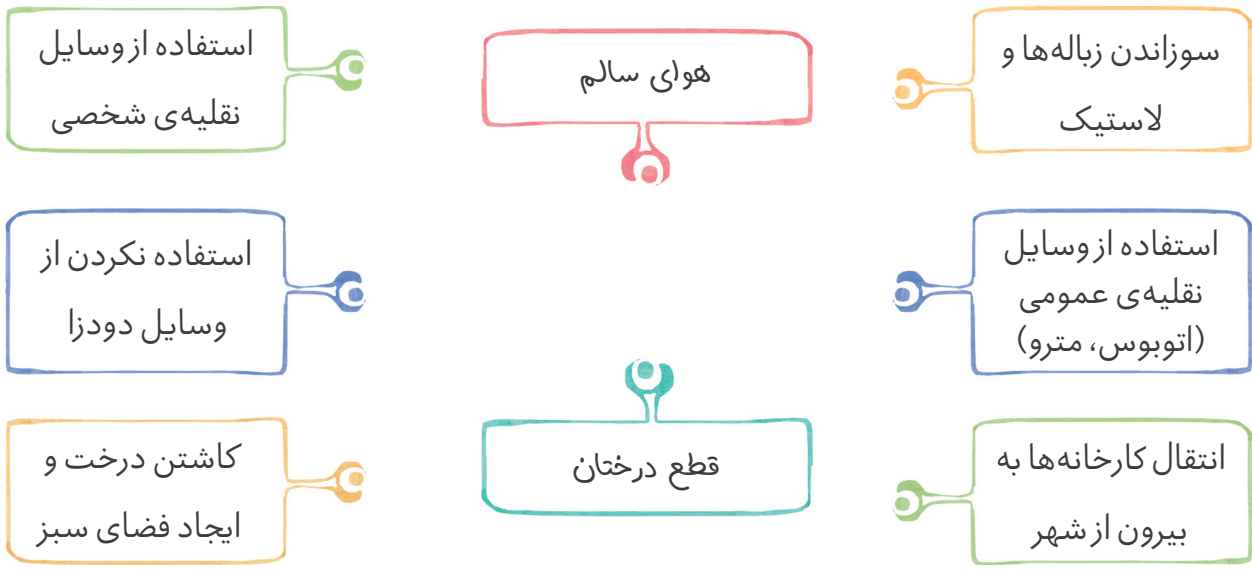 سوزاندن زباله‌ها و
لاستیک
هوای سالم
استفاده از وسایل
نقلیه‌ی شخصی
استفاده از وسایل
نقلیه‌ی عمومی
(اتوبوس، مترو)
استفاده نکردن از
وسایل دودزا
انتقال کارخانه‌ها به
بیرون از شهر
قطع درختان
کاشتن درخت و
ایجاد فضای سبز